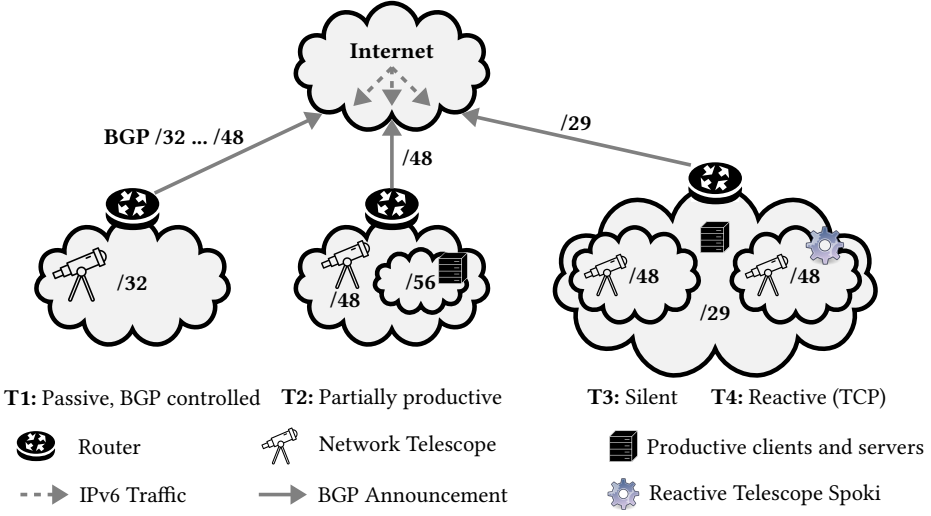 Internet
BGP /32 ... /48
/48
/29
/32
/48
/56
/48
/48
/29
T1: Passive, BGP controlled
T2: Partially productive
T3: Silent
T4: Reactive (TCP)
Router
Network Telescope
Productive clients and servers
IPv6 Traffic
BGP Announcement
Reactive Telescope Spoki